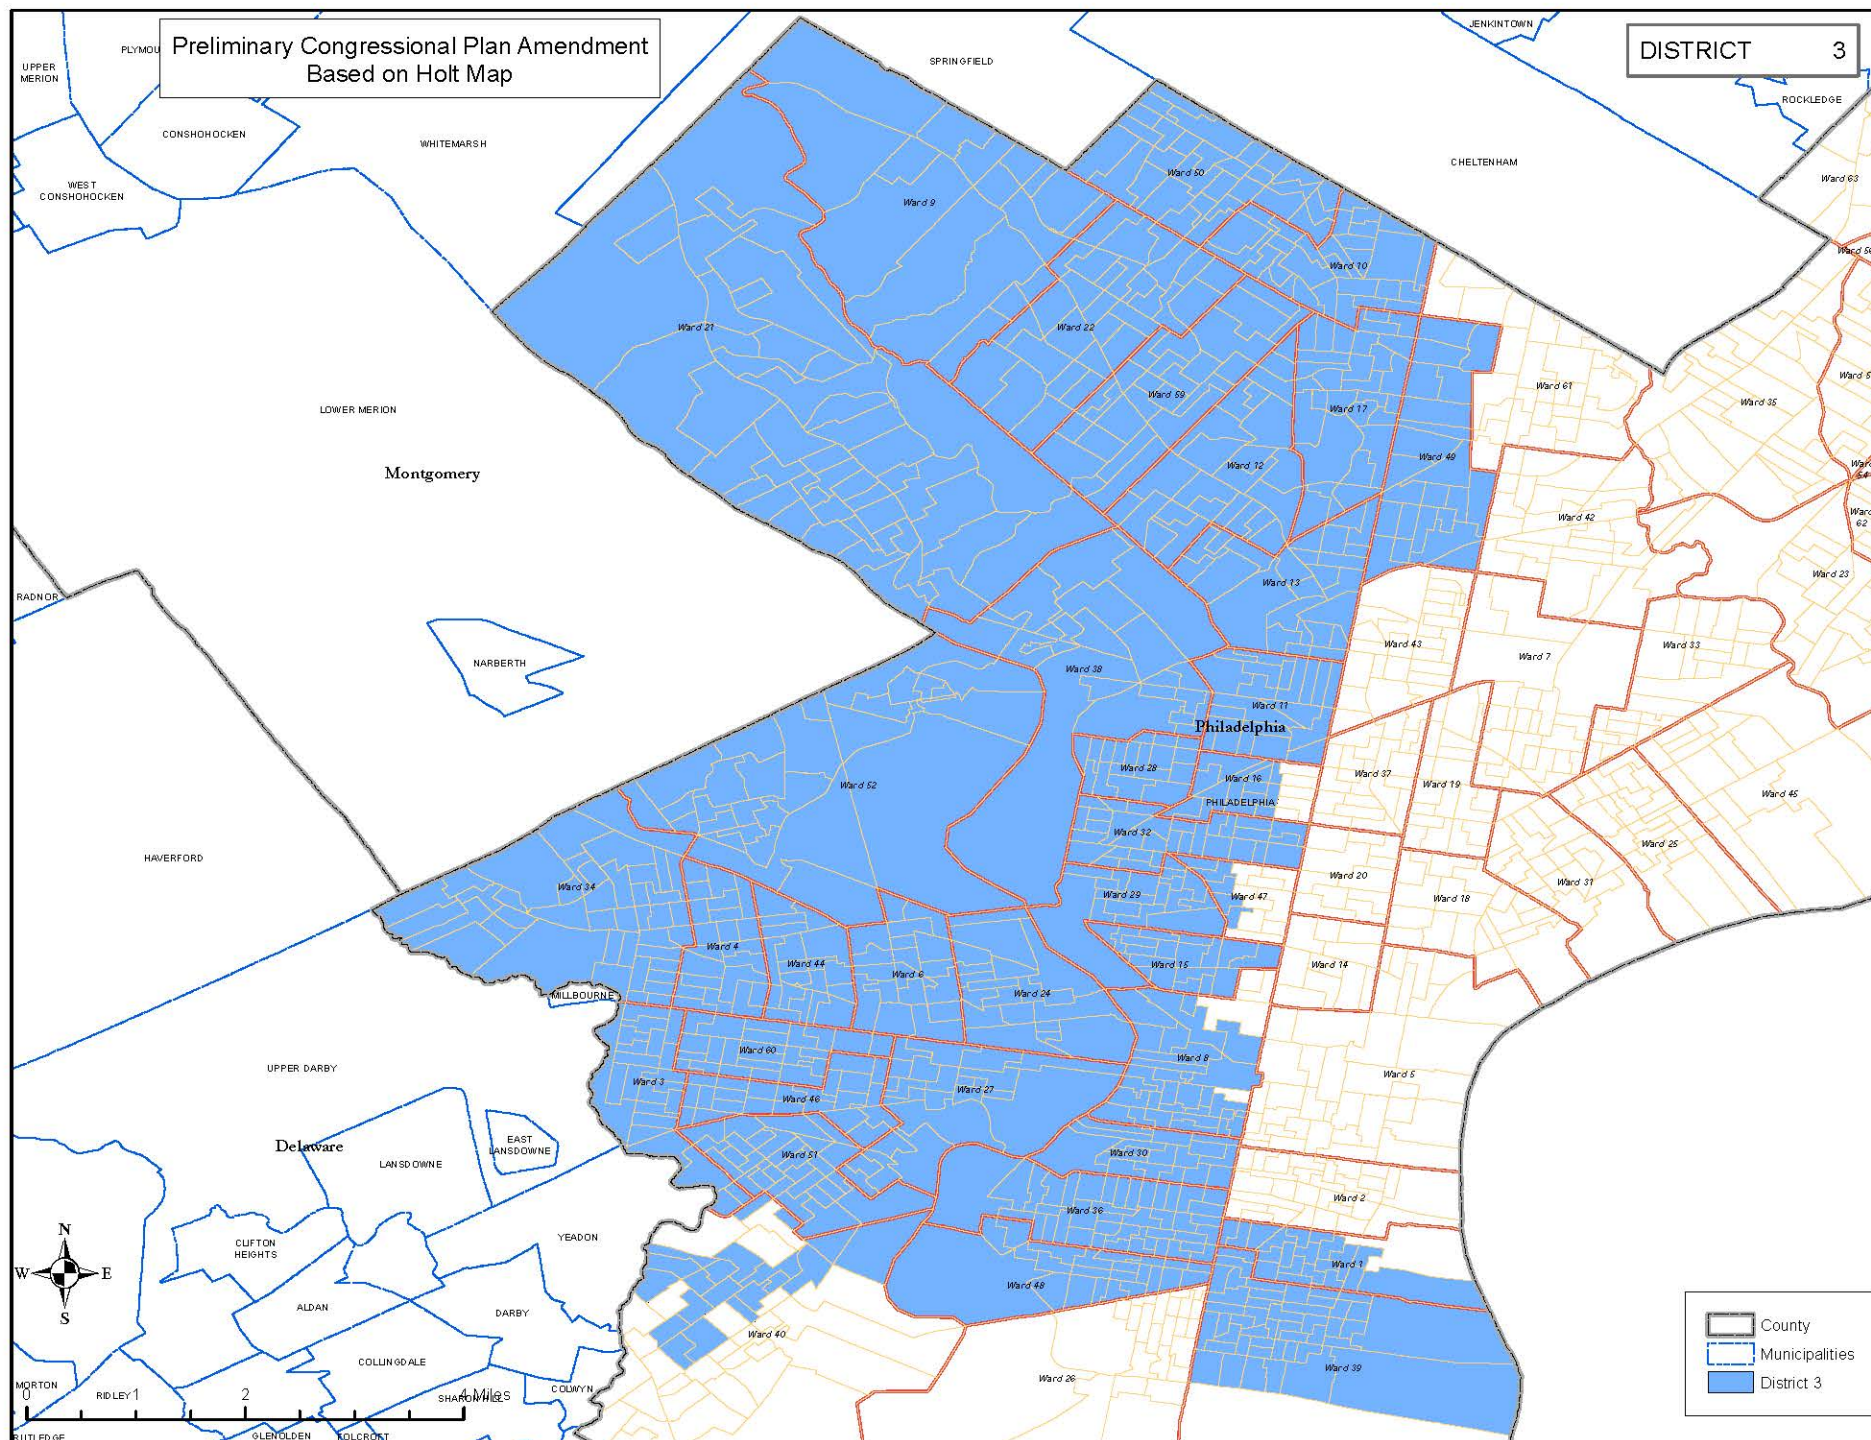 Preliminary Congressional Plan Amendment
Based on Holt Map
DISTRICT 3
JENKINTOWN
UPPER
MERION
SPRINGFIELD
ROCKLEDGE
CONSHOHOCKEN
WHITEMARSH
CHELTENHAM
WEST
CONSHOHOCKEN
Ward 50
Ward 63
Ward 9
Ward 10
Ward 21
Ward 22
Ward 61
Ward 59
Ward 35
LOWER MERION
Ward 17
Montgomery
Ward 12
Ward 49
Ward 42
Ward
62
Ward 23
Ward 13
RADNOR
Ward 43
Ward 7
Ward 33
NARBERTH
Ward 38
Ward 11
Philadelphia
Ward 28
Ward 16
Ward 37
Ward 19
Ward 52
Ward 45
PHILADELPHIA
Ward 32
Ward 25
HAVERFORD
Ward 34
Ward 29
Ward 47
Ward 20
Ward 18
Ward 31
Ward 4
Ward 44
Ward 6
Ward 24
Ward 15
Ward 14
MILLBOURNE
Ward 60
Ward 8
UPPER DARBY
Ward 3
Ward 46
Ward 27
Ward 5
EAST
LANSDOWNE
Delaware
LANSDOWNE
Ward 51
Ward 30
Ward 2
Ward 36
N
W E
S
CLIFTON
HEIGHTS
YEADON
Ward 1
Ward 48
ALDAN
DARBY
Ward 40
COLLINGDALE
Ward 39
Ward 26
MORTON
RIDLEY
COLWYN
SHARON HILL
0 1 2 4 Miles
RUTLEDGE
GLENOLDEN
FOLCROFT
County
Municipalities
District 3